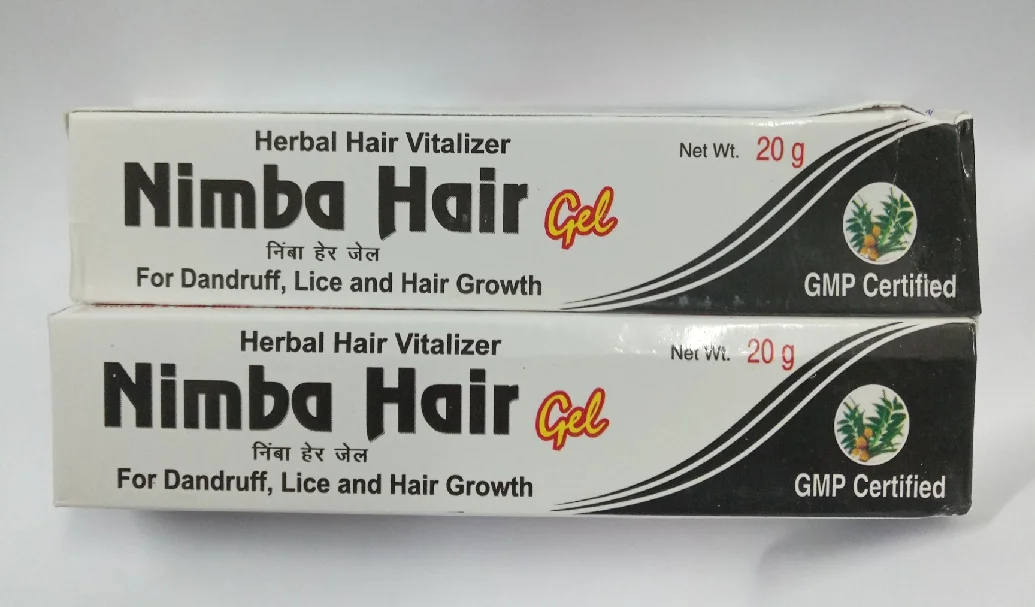 Herbal Hair Vitalizer
Net Wt. 20 g
Nimba Hair Gel
निंबा हेर जेल
For Dandruff, Lice and Hair Growth
GMP Certified
Herbal Hair Vitalizer
Net Wt. 20 g
Nimba Hair Gel
निंबा हेर जेल
For Dandruff, Lice and Hair Growth
GMP Certified